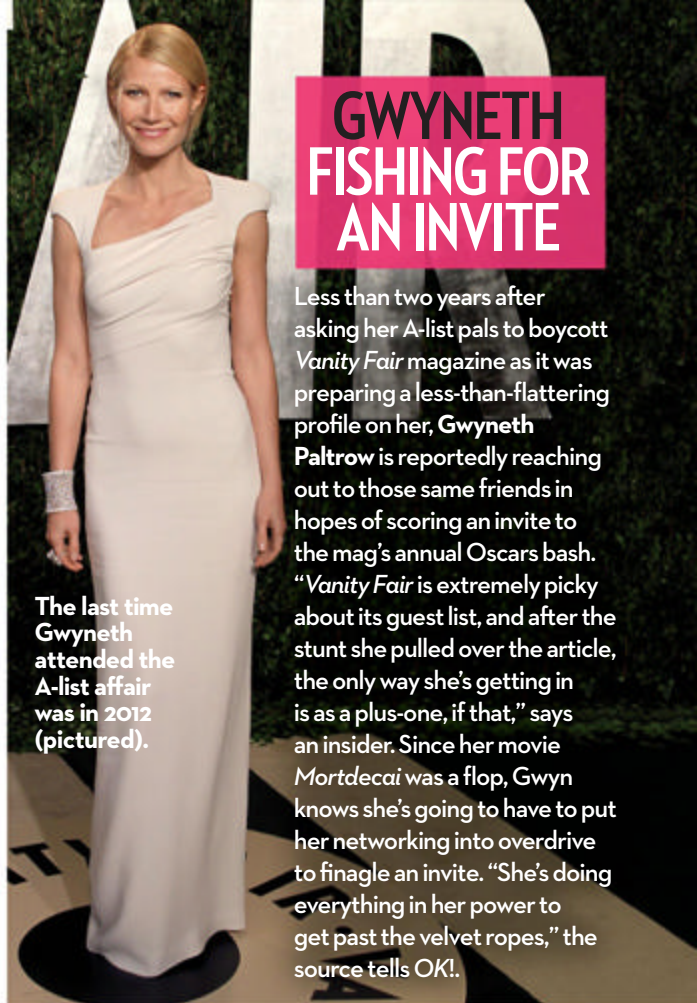 AIR
GWYNETH
FISHING FOR
AN INVITE
Less than two years after
asking her A-list pals to boycott
Vanity Fair magazine as it was
preparing a less-than-flattering
profile on her, Gwyneth
Paltrow is reportedly reaching
out to those same friends in
hopes of scoring an invite to
the mag’s annual Oscars bash.
“Vanity Fair is extremely picky
about its guest list, and after the
stunt she pulled over the article,
the only way she’s getting in
is as a plus-one, if that,” says
an insider. Since her movie
Mortdecai was a flop, Gwyn
knows she’s going to have to put
her networking into overdrive
to finagle an invite. “She’s doing
everything in her power to
get past the velvet ropes,” the
source tells OK!.
The last time
Gwyneth
attended the
A-list affair
was in 2012
(pictured).